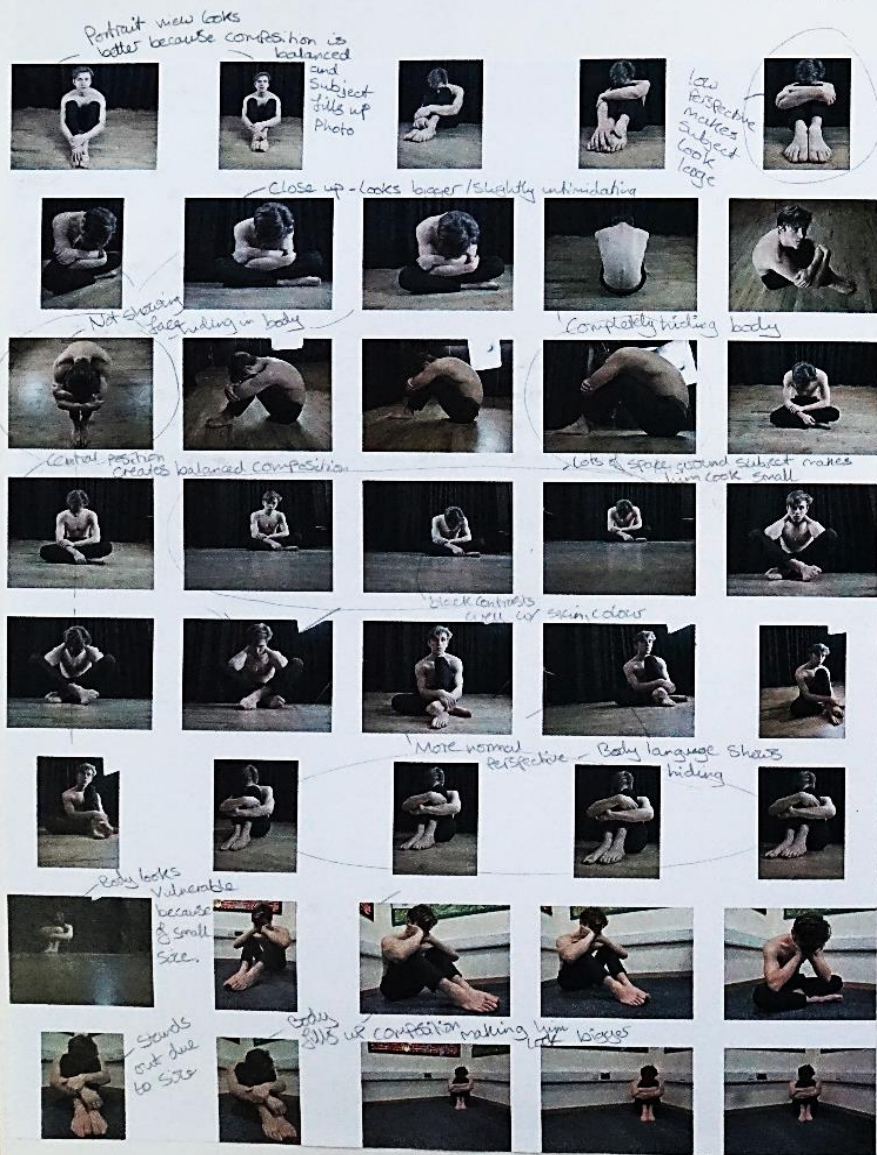 Portrait view looks
better because composition is
balanced
and
Subject
fills up
Photo
low
Perspective
makes
Subject
look
large
Close up - looks bigger/slightly intimidating
Not showing
face
hiding in body
Completely hiding body
Central position
creates balanced composition
Lots of space around subject makes
him look small
black contrasts
well w/ skin colour
More normal
perspective
Body language shows
hiding
Body looks
Vulnerable
because
of small
size.
Stands
out due
to size
Body
fills up composition making him
look bigger